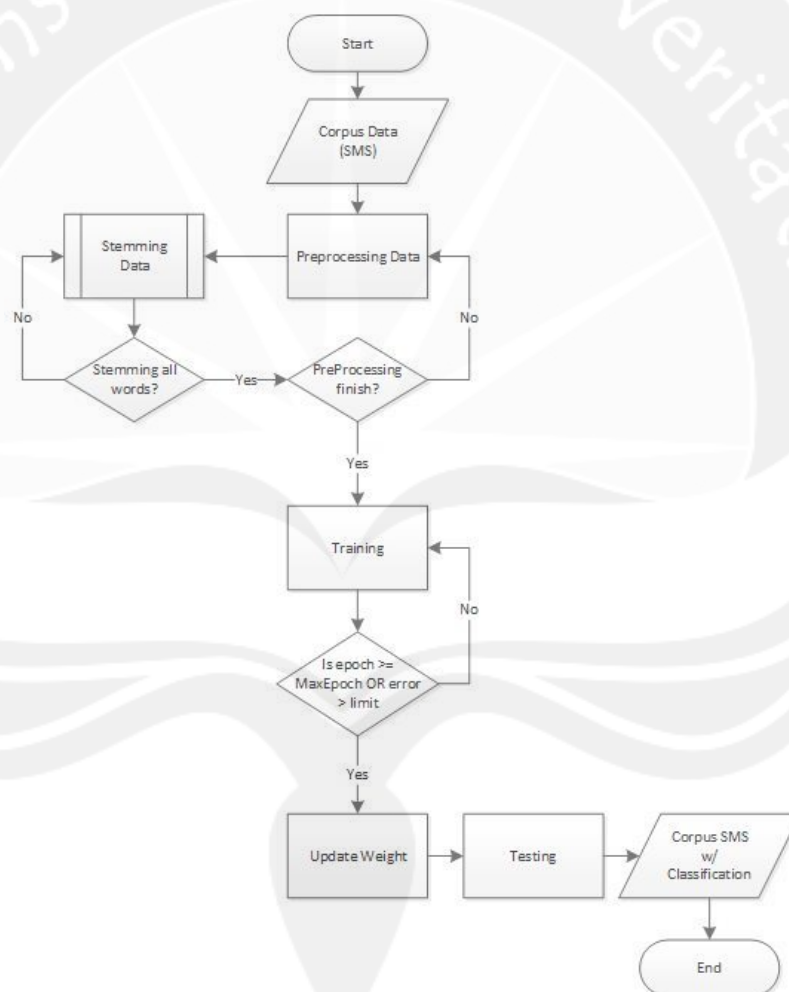 Start
Corpus Data
(SMS)
Stemming
Data
Preprocessing Data
No
No
Stemming all
words?
Yes
PreProcessing
finish?
Yes
Training
No
Is epoch >=
MaxEpoch OR error
> limit
Yes
Update Weight
Testing
Corpus SMS
w/
Classification
End